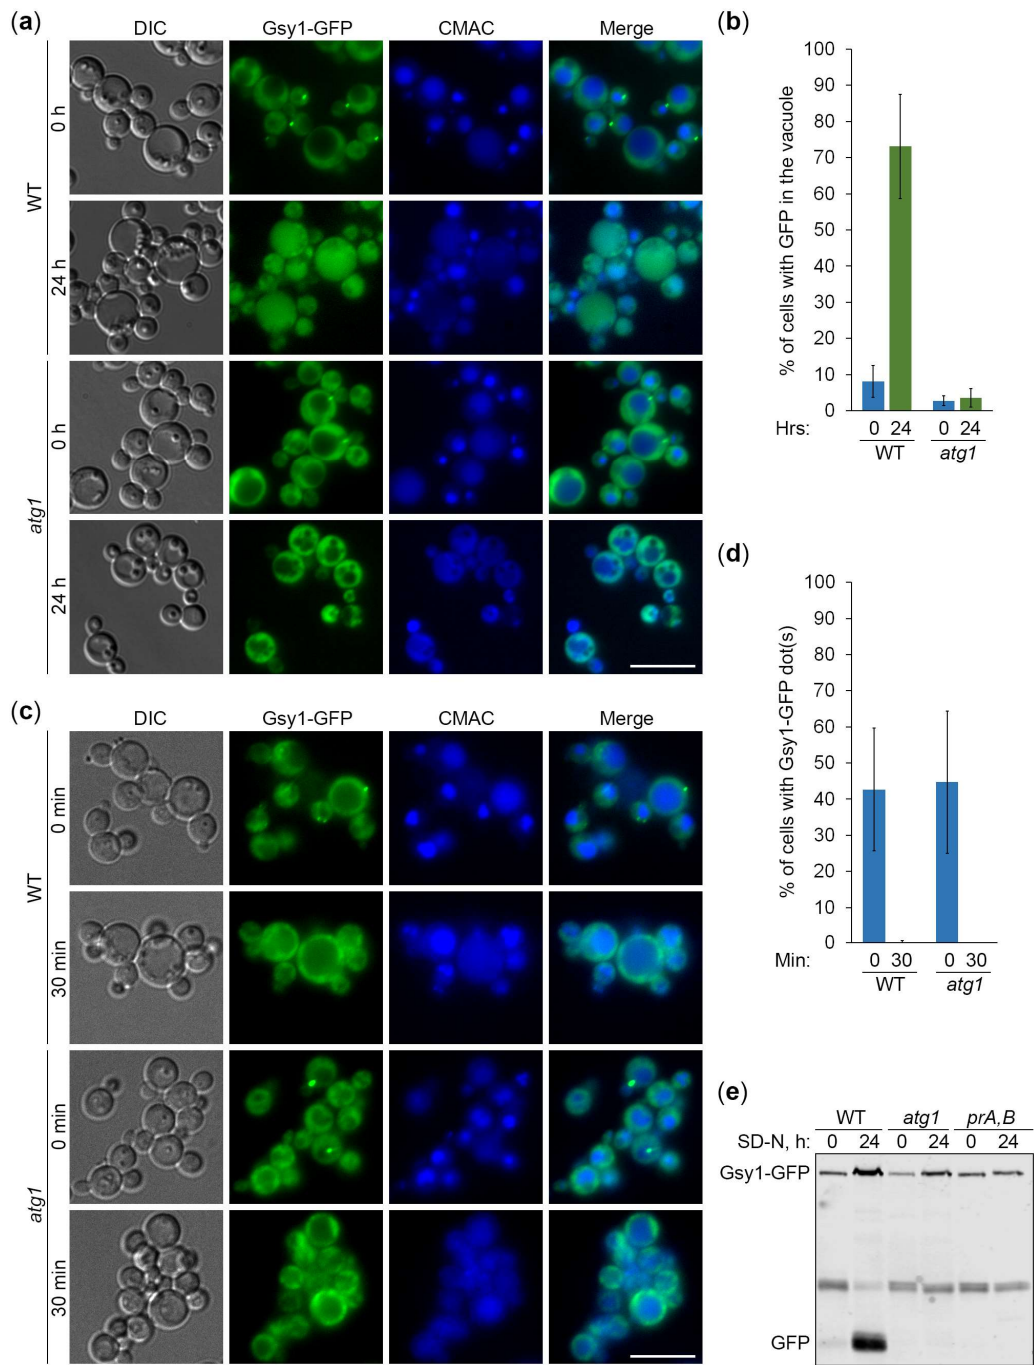 (a)
DIC Gsy1-GFP CMAC Merge
WT
0 h
24 h
atg1
0 h
24 h
(b)
% of cells with GFP in the vacuole
100
90
80
70
60
50
40
30
20
10
0
Hrs: 0 24 0 24
WT atg1
(c)
DIC Gsy1-GFP CMAC Merge
WT
0 min
30 min
atg1
0 min
30 min
(d)
% of cells with Gsy1-GFP dot(s)
100
90
80
70
60
50
40
30
20
10
0
Min: 0 30 0 30
WT atg1
(e)
WT atg1 prA,B
SD-N, h: 0 24 0 24 0 24
Gsy1-GFP
GFP